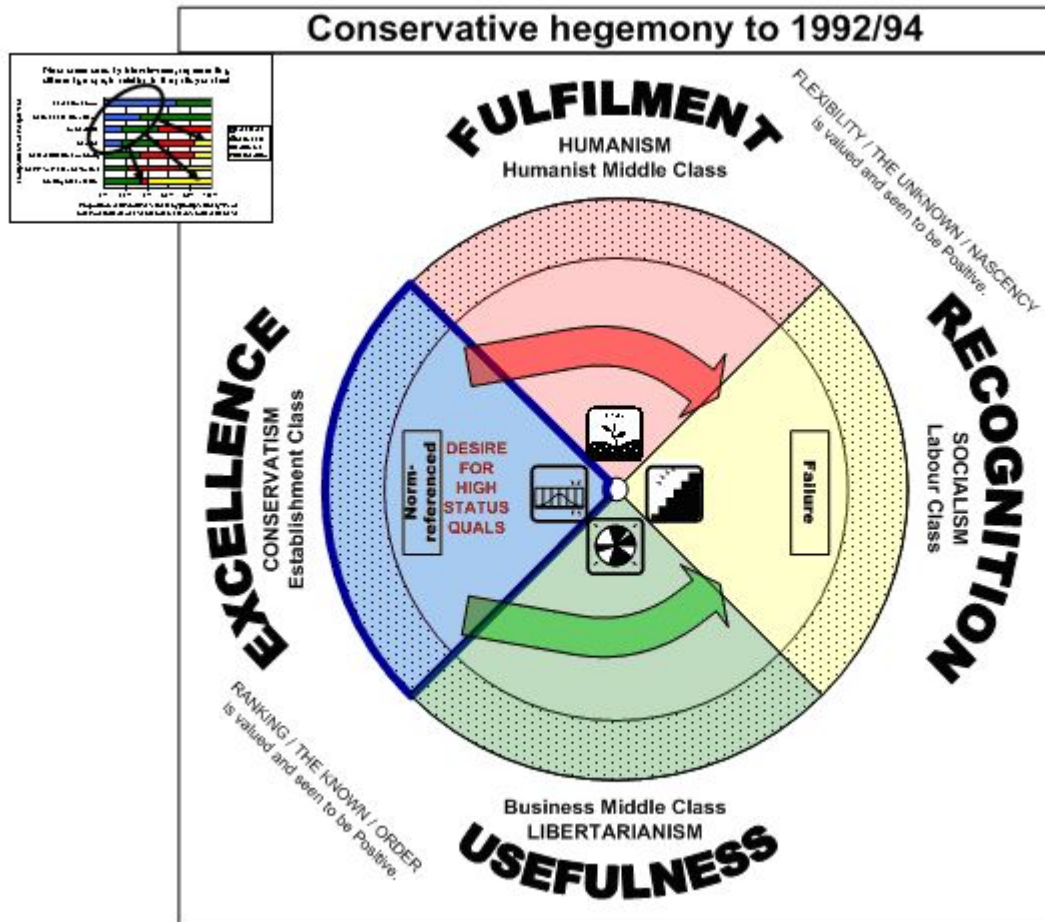 Conservative hegemony to 1992/94
FULFILMENT
HUMANISM
Humanist Middle Class
FLEXIBILITY / THE UNKNOWN / NASCENCY
is valued and seen to be Positive.
EXCELLENCE
CONSERVATISM
Establishment Class
Norm-
referenced
DESIRE
FOR
HIGH
STATUS
QUALS
Failure
RECOGNITION
SOCIALISM
Labour Class
RANKING / THE KNOWN / ORDER
is valued and seen to be Positive.
Business Middle Class
LIBERTARIANISM
USEFULNESS